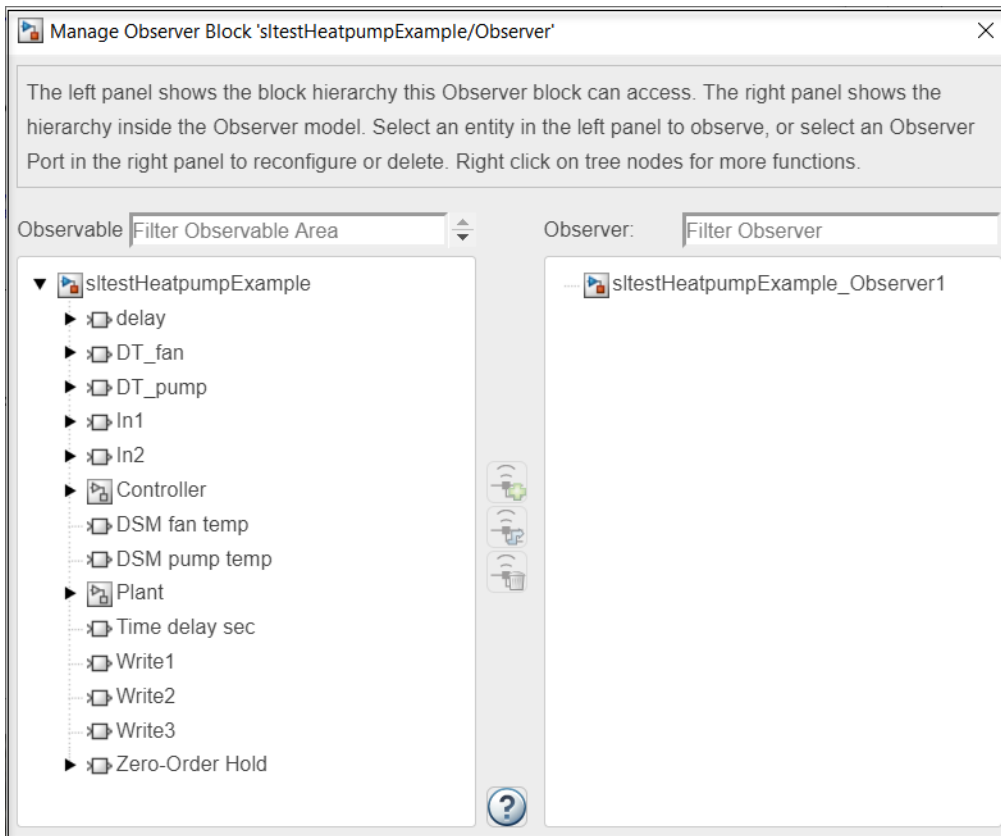 Manage Observer Block 'sltestHeatpumpExample/Observer'
The left panel shows the block hierarchy this Observer block can access. The right panel shows the
hierarchy inside the Observer model. Select an entity in the left panel to observe, or select an Observer
Port in the right panel to reconfigure or delete. Right click on tree nodes for more functions.
Observable Filter Observable Area
Observer: Filter Observer
sltestHeatpumpExample
delay
DT_fan
DT_pump
In1
In2
Controller
DSM fan temp
DSM pump temp
Plant
Time delay sec
Write1
Write2
Write3
Zero-Order Hold
sltestHeatpumpExample_Observer1
?